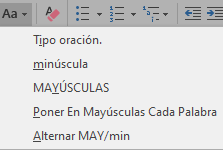 Aa
Tipo oración.
minúscula
MAYÚSCULAS
Poner En Mayúsculas Cada Palabra
Alternar MAY/min